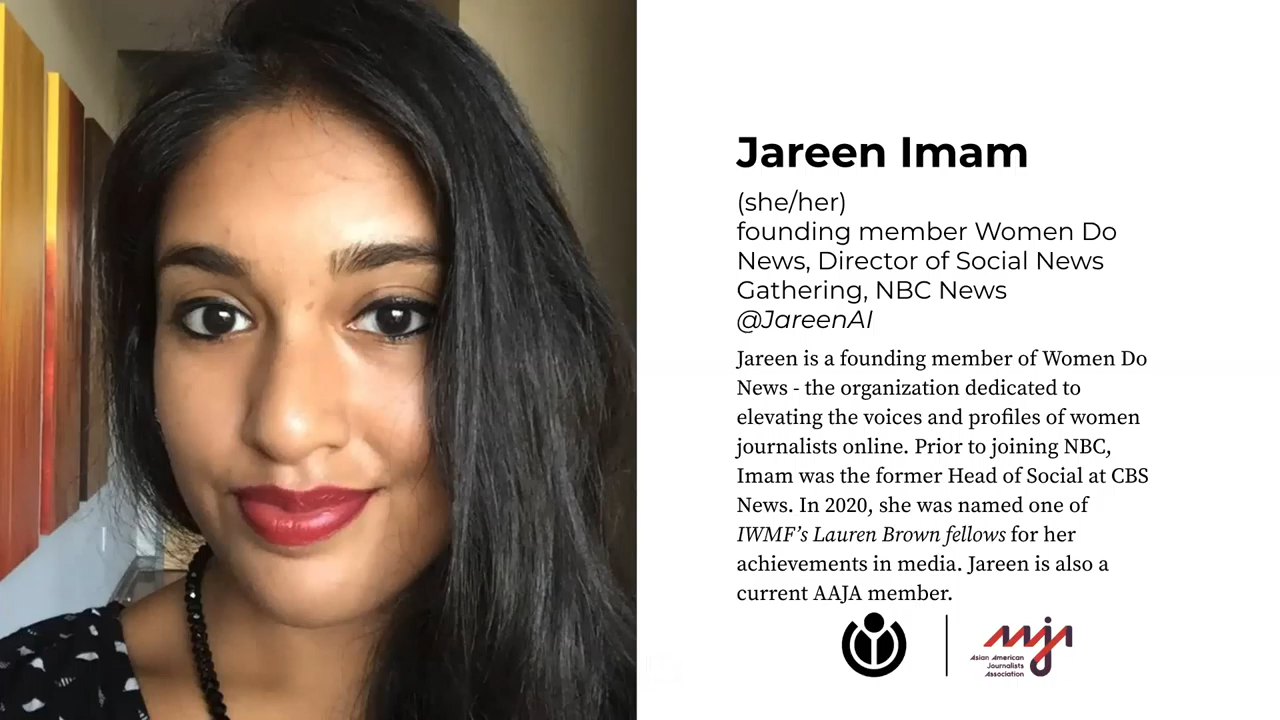 Jareen Imam
(she/her)
founding member Women Do
News, Director of Social News
Gathering, NBC News
@JareenAI
Jareen is a founding member of Women Do
News - the organization dedicated to
elevating the voices and profiles of women
journalists online. Prior to joining NBC,
Imam was the former Head of Social at CBS
News. In 2020, she was named one of
IWMF’s Lauren Brown fellows for her
achievements in media. Jareen is also a
current AAJA member.
aaja
Asian American
Journalists
Association